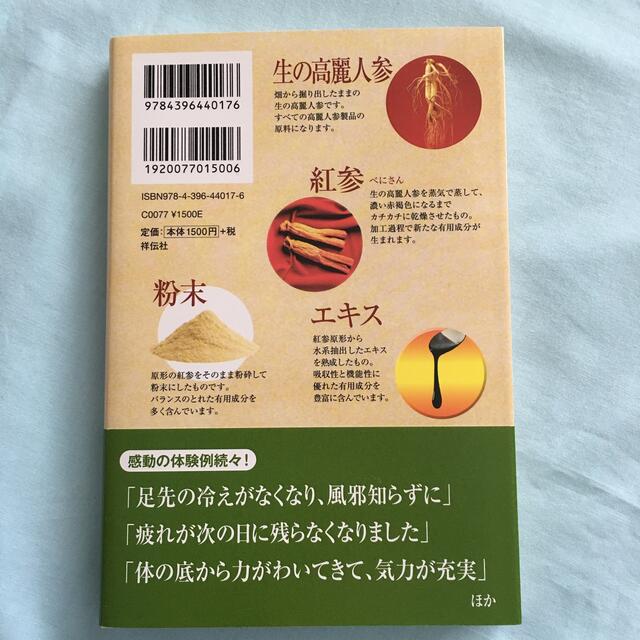 9784396440176
1920077015006
ISBN978-4-396-44017-6
C0077 ¥1500E
定価:本体1500円+税
祥伝社
生の高麗人参
畑から掘り出したままの
生の高麗人参です。
すべての高麗人参製品の
原料になります。
紅参 べにさん
生の高麗人参を蒸気で蒸して、
濃い赤褐色になるまで
カチカチに乾燥させたもの。
加工過程で新たな有用成分が
生まれます。
粉末
原形の紅参をそのまま粉砕して
粉末にしたものです。
バランスのとれた有用成分を
多く含んでいます。
エキス
紅参原形から
水系抽出したエキス
を熟成したもの。
吸収性と機能性に
優れた有用成分を
豊富に含んでいます。
感動の体験例続々!
「足先の冷えがなくなり、風邪知らずに」
「疲れが次の日に残らなくなりました」
「体の底から力がわいてきて、気力が充実」
ほか